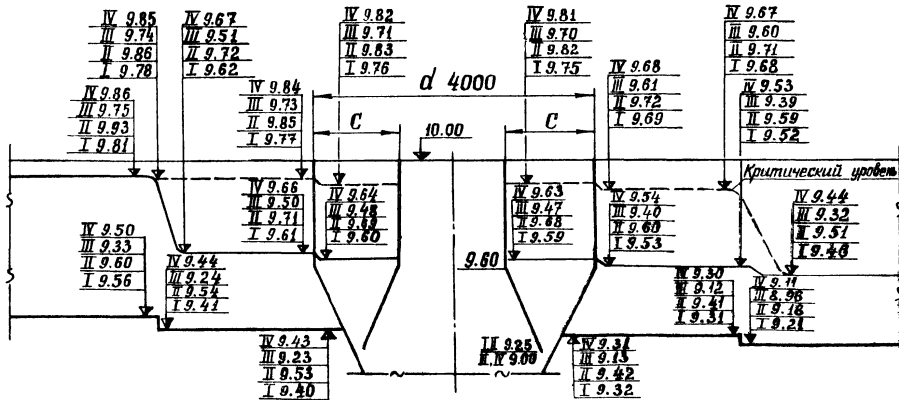 IV 9.85
III 9.74
II 9.86
I 9.78
IV 9.67
III 9.51
II 9.72
I 9.62
IV 9.82
III 9.71
II 9.83
I 9.76
IV 9.81
III 9.70
II 9.82
I 9.75
IV 9.67
III 9.60
II 9.71
I 9.68
IV 9.86
III 9.75
II 9.93
I 9.81
IV 9.84
III 9.73
II 9.85
I 9.77
d 4000
C
C
10.00
IV 9.68
III 9.61
II 9.72
I 9.69
IV 9.53
III 9.39
II 9.59
I 9.52
Критический уровень
IV 9.66
III 9.50
II 9.71
I 9.61
IV 9.64
III 9.48
II 9.69
I 9.60
IV 9.63
III 9.47
II 9.68
I 9.59
IV 9.54
III 9.40
II 9.60
I 9.53
IV 9.44
III 9.32
II 9.51
I 9.46
IV 9.50
III 9.33
II 9.60
I 9.56
IV 9.44
III 9.24
II 9.54
I 9.41
9.60
IV 9.30
III 9.12
II 9.41
I 9.31
IV 9.11
III 8.96
II 9.18
I 9.21
IV 9.43
III 9.23
II 9.53
I 9.40
9.25
9.00
IV 9.31
III 9.13
II 9.42
I 9.32